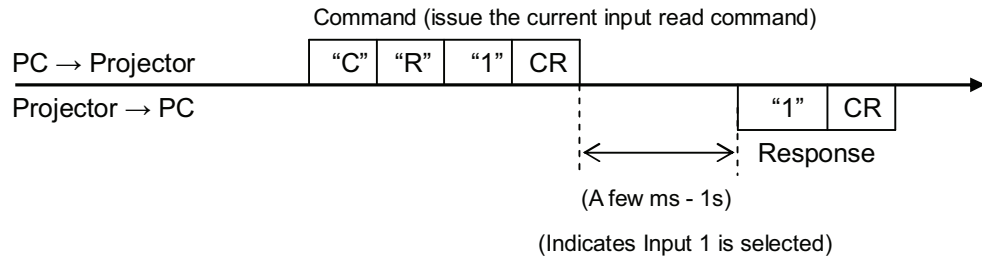 Command (issue the current input read command)
PC → Projector “C” “R” “1” CR
Projector → PC “1” CR
Response
(A few ms - 1s)
(Indicates Input 1 is selected)